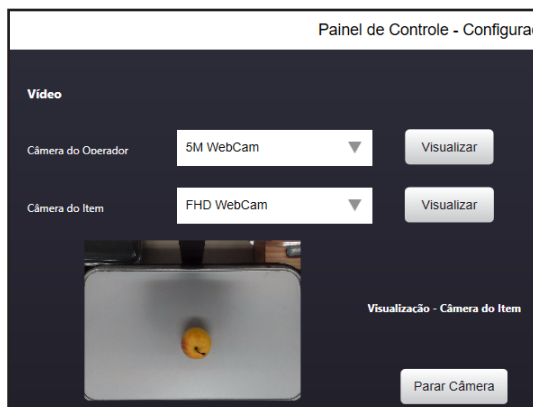 Painel de Controle - Configuraç
Vídeo
Câmera do Operador
5M WebCam
Visualizar
Câmera do Item
FHD WebCam
Visualizar
Visualização - Câmera do Item
Parar Câmera